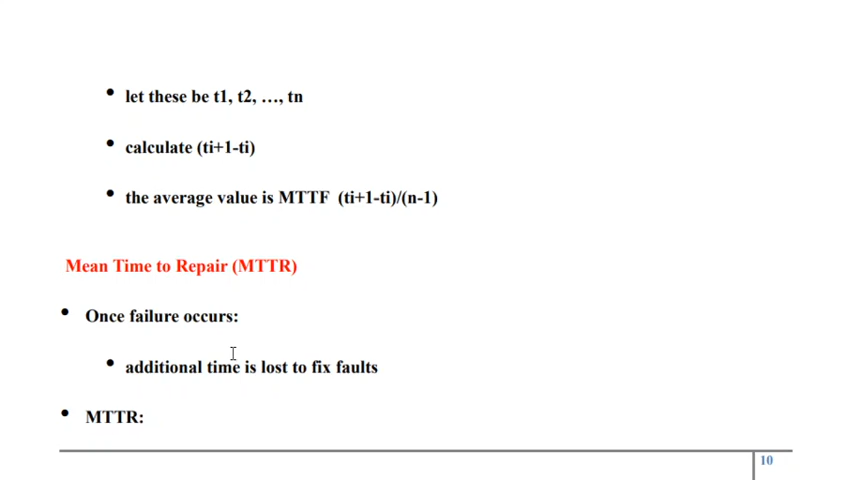 • let these be t1, t2, …, tn
• calculate (ti+1-ti)
• the average value is MTTF (ti+1-ti)/(n-1)
Mean Time to Repair (MTTR)
• Once failure occurs:
• additional time is lost to fix faults
• MTTR:
10